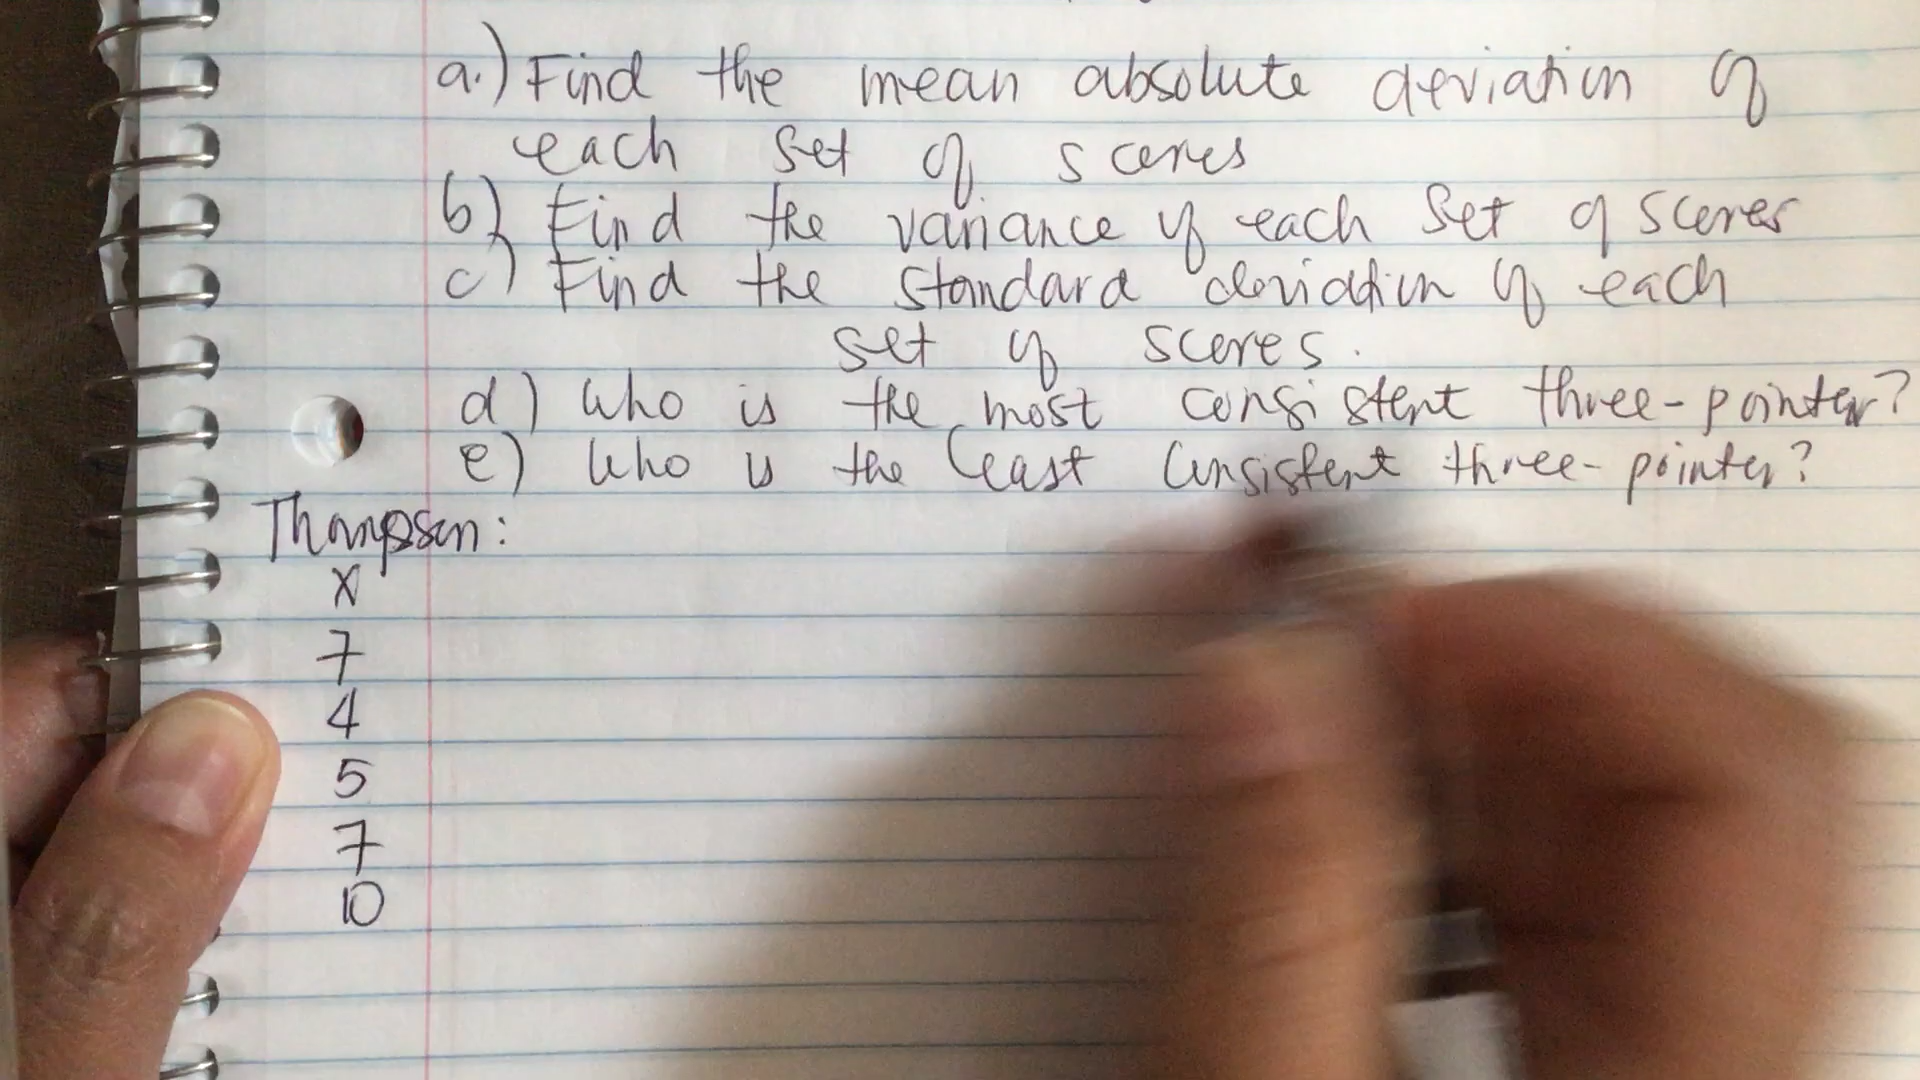 a.) Find the mean absolute deviation of
each set of scores
b) Find the variance of each set of scores
c) Find the standard deviation of each
set of scores.
d) Who is the most consistent three-pointer?
e) Who is the least consistent three-pointer?
Thompson:
X
7
4
5
7
10